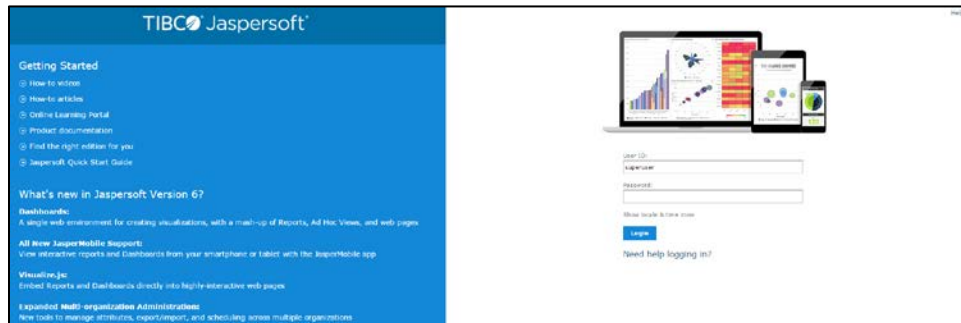 TIBCO Jaspersoft®
Getting Started
How-to videos
How-to articles
Online Learning Portal
Product documentation
Find the right edition for you
Jaspersoft Quick Start Guide
What's new in Jaspersoft Version 6?
Dashboards:
A single web environment for creating visualizations, with a mash-up of Reports, Ad Hoc Views, and web pages
All New JasperMobile Support:
View interactive reports and Dashboards from your smartphone or tablet with the JasperMobile app
Visualize.js:
Embed Reports and Dashboards directly into highly-interactive web pages
Expanded Multi-organization Administration:
New tools to manage attributes, export/import, and scheduling across multiple organizations
User ID:
superuser
Password:
Show locale & time zone
Login
Need help logging in?